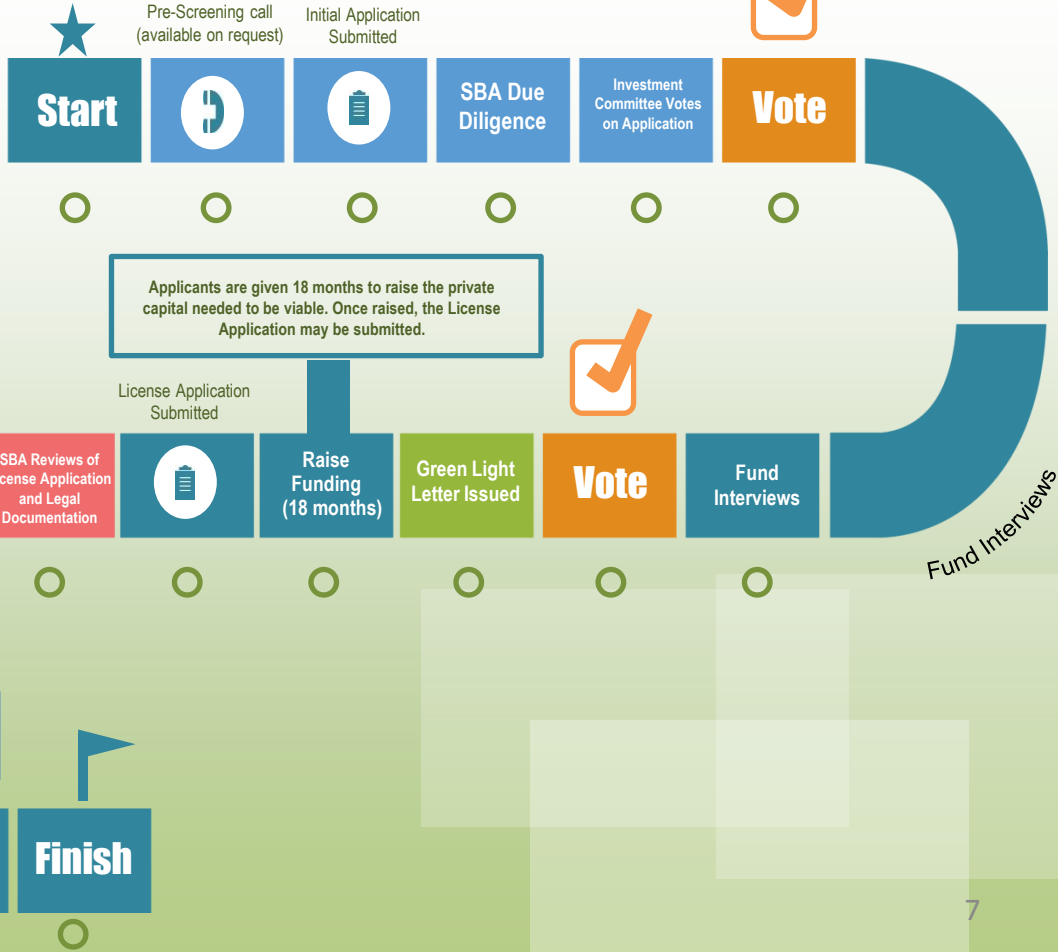 Pre-Screening call
(available on request)
Initial Application
Submitted
Start
SBA Due
Diligence
Investment
Committee Votes
on Application
Vote
Applicants are given 18 months to raise the private
capital needed to be viable. Once raised, the License
Application may be submitted.
Fund Interviews
Fund
Interviews
Vote
Green Light
Letter Issued
Raise
Funding
(18 months)
License Application
Submitted
SBA Reviews of
cense Application
and Legal
Documentation
Finish
7